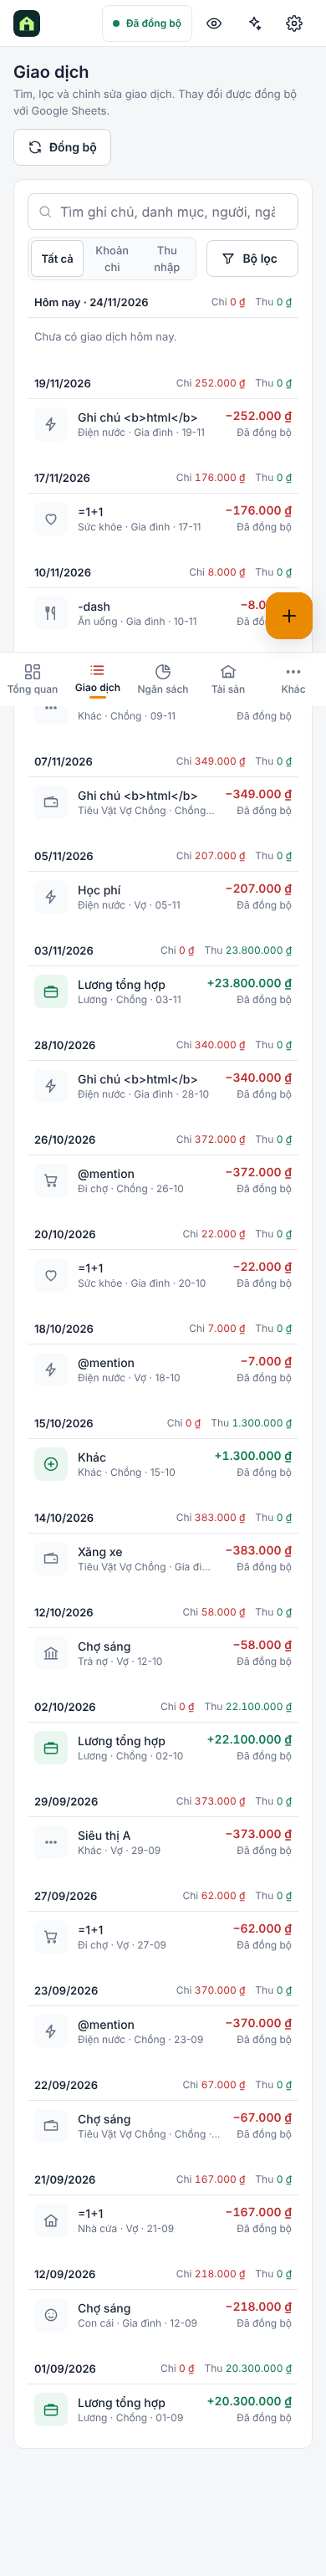 Đã đồng bộ
Giao dịch
Tìm, lọc và chỉnh sửa giao dịch. Thay đổi được đồng bộ
với Google Sheets.
Đồng bộ
Tìm ghi chú, danh mục, người, ngà
Tất cả
Khoản
chi
Thu
nhập
Bộ lọc
Hôm nay · 24/11/2026 Chi 0 ₫ Thu 0 ₫
Chưa có giao dịch hôm nay.
19/11/2026 Chi 252.000 ₫ Thu 0 ₫
Ghi chú <b>html</b> −252.000 ₫
Điện nước · Gia đình · 19-11 Đã đồng bộ
17/11/2026 Chi 176.000 ₫ Thu 0 ₫
=1+1 −176.000 ₫
Sức khỏe · Gia đình · 17-11 Đã đồng bộ
10/11/2026 Chi 8.000 ₫ Thu 0 ₫
-dash −8.0
Ăn uống · Gia đình · 10-11 Đã đồ
Tổng quan
Giao dịch
Ngân sách
Tài sản
Khác
Khác · Chồng · 09-11 Đã đồng bộ
07/11/2026 Chi 349.000 ₫ Thu 0 ₫
Ghi chú <b>html</b> −349.000 ₫
Tiêu Vặt Vợ Chồng · Chồng... Đã đồng bộ
05/11/2026 Chi 207.000 ₫ Thu 0 ₫
Học phí −207.000 ₫
Điện nước · Vợ · 05-11 Đã đồng bộ
03/11/2026 Chi 0 ₫ Thu 23.800.000 ₫
Lương tổng hợp +23.800.000 ₫
Lương · Chồng · 03-11 Đã đồng bộ
28/10/2026 Chi 340.000 ₫ Thu 0 ₫
Ghi chú <b>html</b> −340.000 ₫
Điện nước · Gia đình · 28-10 Đã đồng bộ
26/10/2026 Chi 372.000 ₫ Thu 0 ₫
@mention −372.000 ₫
Đi chợ · Chồng · 26-10 Đã đồng bộ
20/10/2026 Chi 22.000 ₫ Thu 0 ₫
=1+1 −22.000 ₫
Sức khỏe · Gia đình · 20-10 Đã đồng bộ
18/10/2026 Chi 7.000 ₫ Thu 0 ₫
@mention −7.000 ₫
Điện nước · Vợ · 18-10 Đã đồng bộ
15/10/2026 Chi 0 ₫ Thu 1.300.000 ₫
Khác +1.300.000 ₫
Khác · Chồng · 15-10 Đã đồng bộ
14/10/2026 Chi 383.000 ₫ Thu 0 ₫
Xăng xe −383.000 ₫
Tiêu Vặt Vợ Chồng · Gia đì... Đã đồng bộ
12/10/2026 Chi 58.000 ₫ Thu 0 ₫
Chợ sáng −58.000 ₫
Trả nợ · Vợ · 12-10 Đã đồng bộ
02/10/2026 Chi 0 ₫ Thu 22.100.000 ₫
Lương tổng hợp +22.100.000 ₫
Lương · Chồng · 02-10 Đã đồng bộ
29/09/2026 Chi 373.000 ₫ Thu 0 ₫
Siêu thị A −373.000 ₫
Khác · Vợ · 29-09 Đã đồng bộ
27/09/2026 Chi 62.000 ₫ Thu 0 ₫
=1+1 −62.000 ₫
Đi chợ · Vợ · 27-09 Đã đồng bộ
23/09/2026 Chi 370.000 ₫ Thu 0 ₫
@mention −370.000 ₫
Điện nước · Chồng · 23-09 Đã đồng bộ
22/09/2026 Chi 67.000 ₫ Thu 0 ₫
Chợ sáng −67.000 ₫
Tiêu Vặt Vợ Chồng · Chồng ·... Đã đồng bộ
21/09/2026 Chi 167.000 ₫ Thu 0 ₫
=1+1 −167.000 ₫
Nhà cửa · Vợ · 21-09 Đã đồng bộ
12/09/2026 Chi 218.000 ₫ Thu 0 ₫
Chợ sáng −218.000 ₫
Con cái · Gia đình · 12-09 Đã đồng bộ
01/09/2026 Chi 0 ₫ Thu 20.300.000 ₫
Lương tổng hợp +20.300.000 ₫
Lương · Chồng · 01-09 Đã đồng bộ